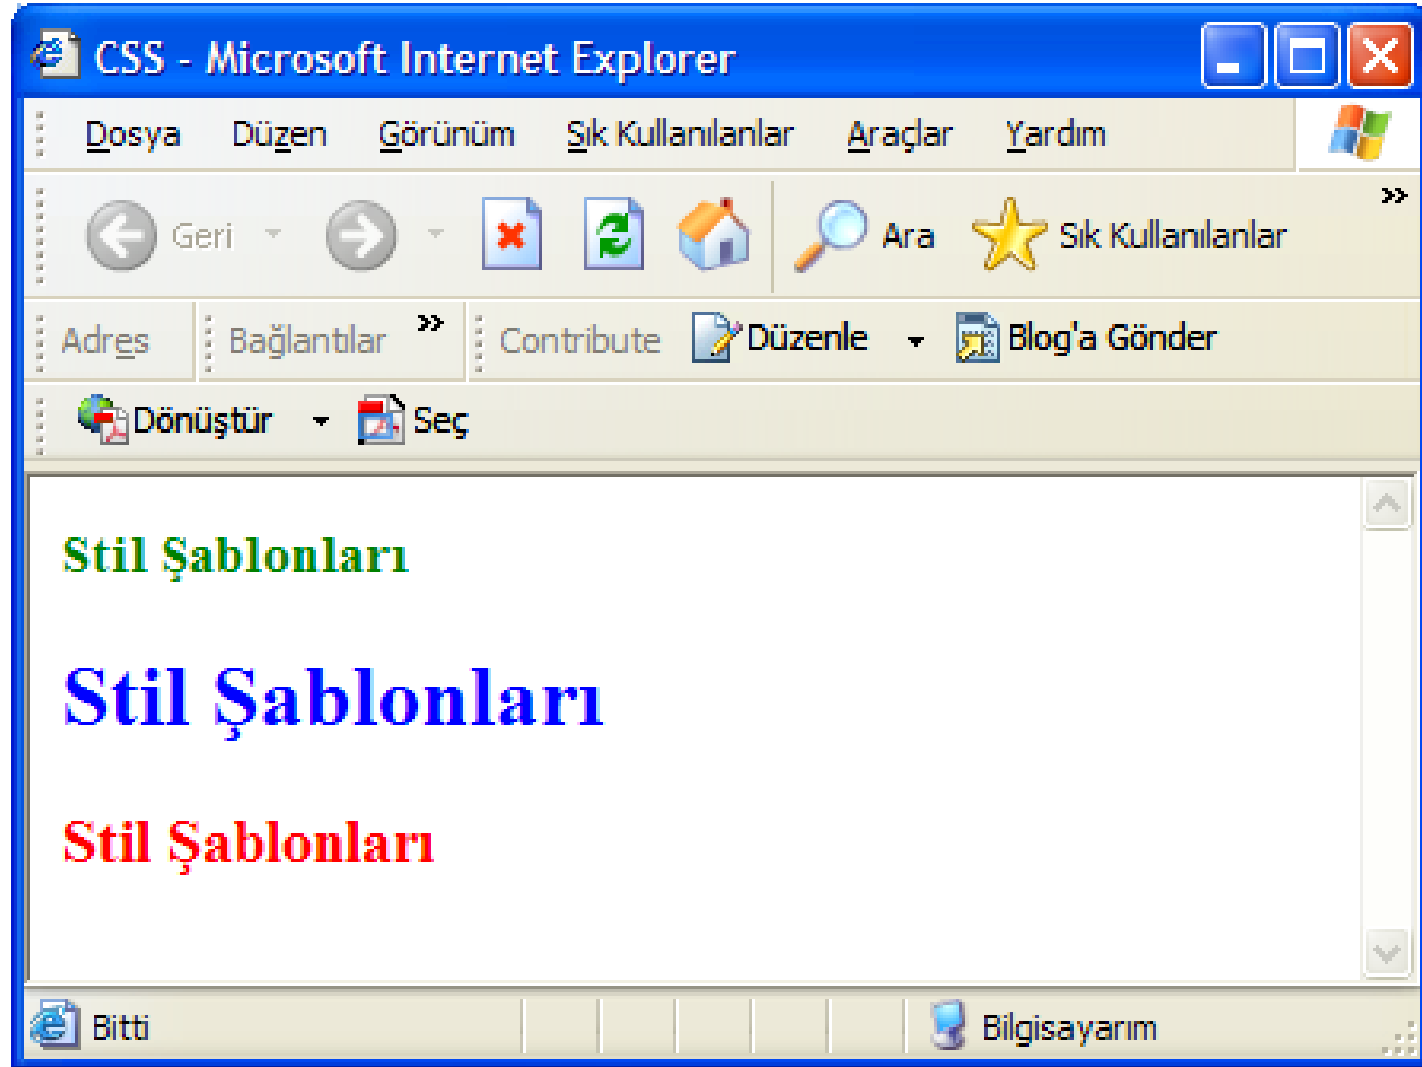 CSS - Microsoft Internet Explorer
Dosya Düzen Görünüm Sık Kullanılanlar Araçlar Yardım
Geri Ara Sık Kullanılanlar »
Adres Bağlantılar » Contribute Düzenle Blog'a Gönder
Dönüştür Seç
Stil Şablonları
Stil Şablonları
Stil Şablonları
Bitti Bilgisayarım